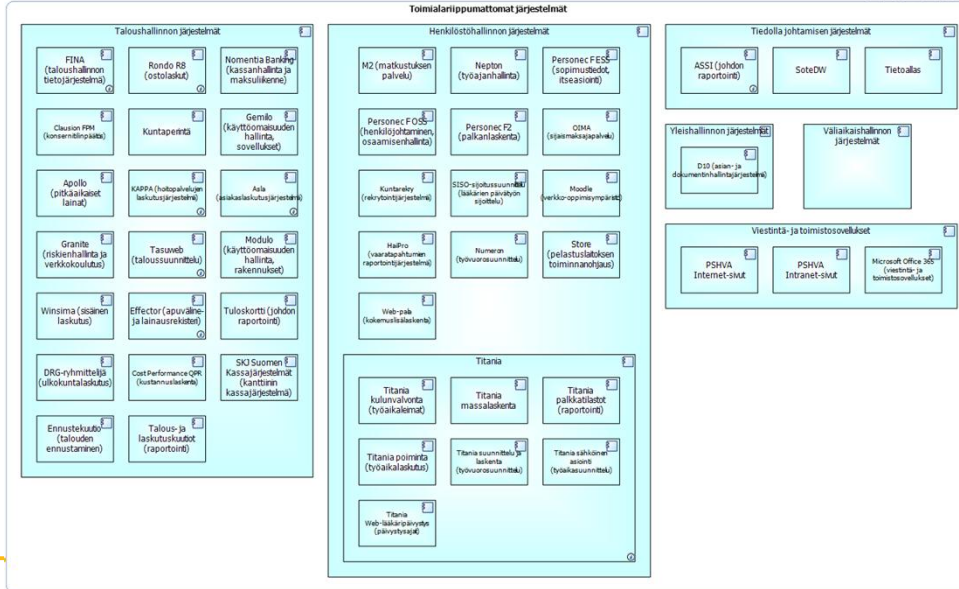 Toimialariippumattomat järjestelmät
Taloushallinnon järjestelmät
FINA
(taloushallinnon
tietojärjestelmä)
Rondo R8
(ostolaskut)
Nomentia Banking
(kassanhallinta ja
maksuliikenne)
Clausion FPM
(konsernitilinpäätös)
Kuntaperintä
Gemilo
(käyttöomaisuuden
hallinta,
sovellukset)
Apollo
(pitkäaikaiset
lainat)
KAPPA (hoitopalvelujen
laskutusjärjestelmä)
Asla
(asiakaslaskutusjärjestelmä)
Granite
(riskienhallinta ja
verkkokoulutus)
Tasuweb
(taloussuunnittelu)
Modulo
(käyttöomaisuuden
hallinta,
rakennukset)
Winsima (sisäinen
laskutus)
Effector (apuväline-
ja lainausrekisteri)
Tuloskortti (johdon
raportointi)
DRG-ryhmittelijä
(ulkokuntalaskutus)
Cost Performance QPR
(kustannuslaskenta)
SKJ Suomen
Kassajärjestelmät
(kanttiinin
kassajärjestelmä)
Ennustekuutio
(talouden
ennustaminen)
Talous- ja
laskutuskuutiot
(raportointi)
Henkilöstöhallinnon järjestelmät
M2 (matkustuksen
palvelu)
Nepton
(työajanhallinta)
Personec F ESS
(sopimustiedot,
itseasiointi)
Personec F OSS
(henkilöjohtaminen,
osaamisenhallinta)
Personec F2
(palkanlaskenta)
OIMA
(sijaismaksajapalvelu)
Kuntarekry
(rekrytointijärjestelmä)
SISO-sijoitussuunnittelu
(lääkärien päivätyön
sijoittelu)
Moodle
(verkko-oppimisympäristö)
HaiPro
(vaaratapahtumien
raportointijärjestelmä)
Numeron
(työvuorosuunnittelu)
Store
(pelastuslaitoksen
toiminnanohjaus)
Web-pala
(kokemuslisälaskenta)
Titania
Titania
kulunvalvonta
(työaikaleimat)
Titania
massalaskenta
Titania
palkkatilastot
(raportointi)
Titania poiminta
(työaikalaskutus)
Titania suunnittelu ja
laskenta
(työvuorosuunnittelu)
Titania sähköinen
asiointi
(työaikasuunnittelu)
Titania
Web-lääkäripäivystys
(päivystysajat)
Tiedolla johtamisen järjestelmät
ASSI (johdon
raportointi)
SoteDW
Tietoallas
Yleishallinnon järjestelmät
D10 (asian- ja
dokumentinhallintajärjestelmä)
Väliaikaishallinnon
järjestelmät
Viestintä- ja toimistosovellukset
PSHVA
Internet-sivut
PSHVA
Intranet-sivut
Microsoft Office 365
(viestintä- ja
toimistosovellukset)